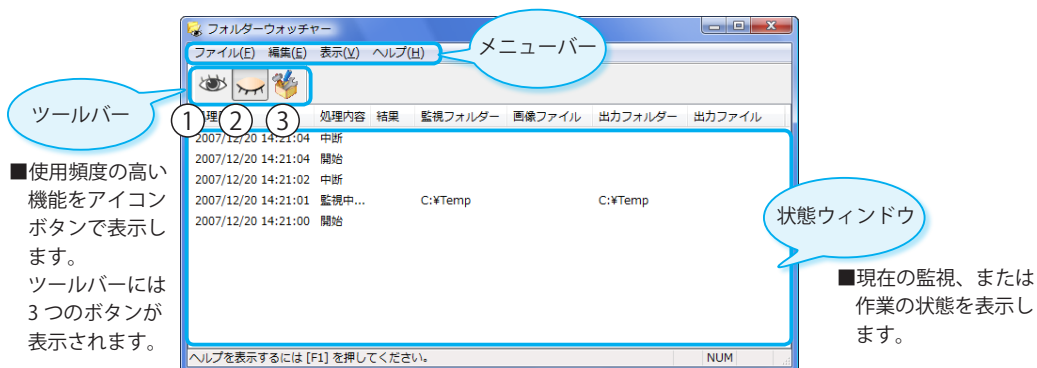 フォルダーウォッチャー
ファイル(F) 編集(E) 表示(V) ヘルプ(H)
メニューバー
ツールバー
① ② ③
処理 処理内容 結果 監視フォルダー 画像ファイル 出力フォルダー 出力ファイル
2007/12/20 14:21:04 中断
2007/12/20 14:21:04 開始
2007/12/20 14:21:02 中断
2007/12/20 14:21:01 監視中... C:¥Temp C:¥Temp
2007/12/20 14:21:00 開始
■使用頻度の高い
機能をアイコン
ボタンで表示し
ます。
ツールバーには
3 つのボタンが
表示されます。
状態ウィンドウ
■現在の監視、または
作業の状態を表示し
ます。
ヘルプを表示するには [F1] を押してください。 NUM